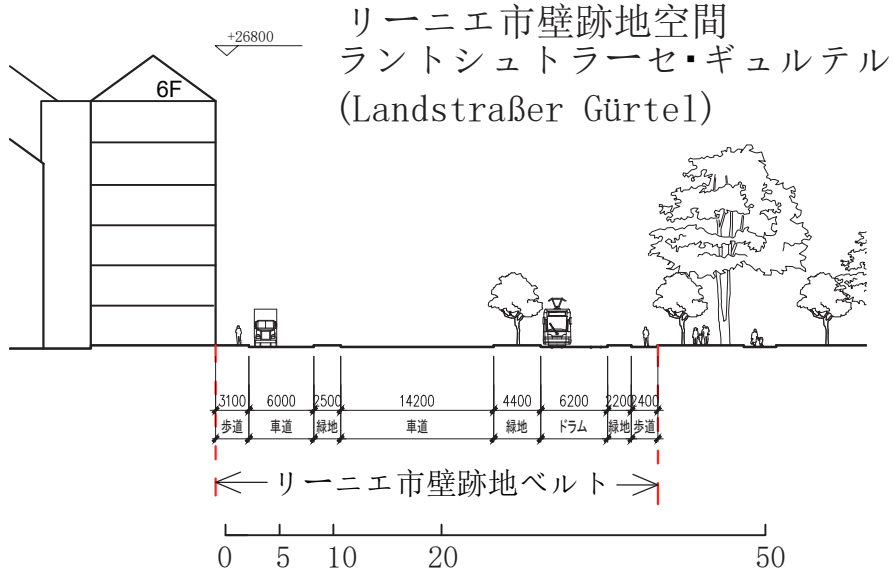 リーニエ市壁跡地空間
ラントシュトラーセ・ギュルテル
(Landstraßer Gürtel)
+26800
6F
3100 6000 2500 14200 4400 6200 2200 2400
歩道 車道 緑地 車道 緑地 ドラム 緑地 歩道
リーニエ市壁跡地ベルト
0 5 10 20 50